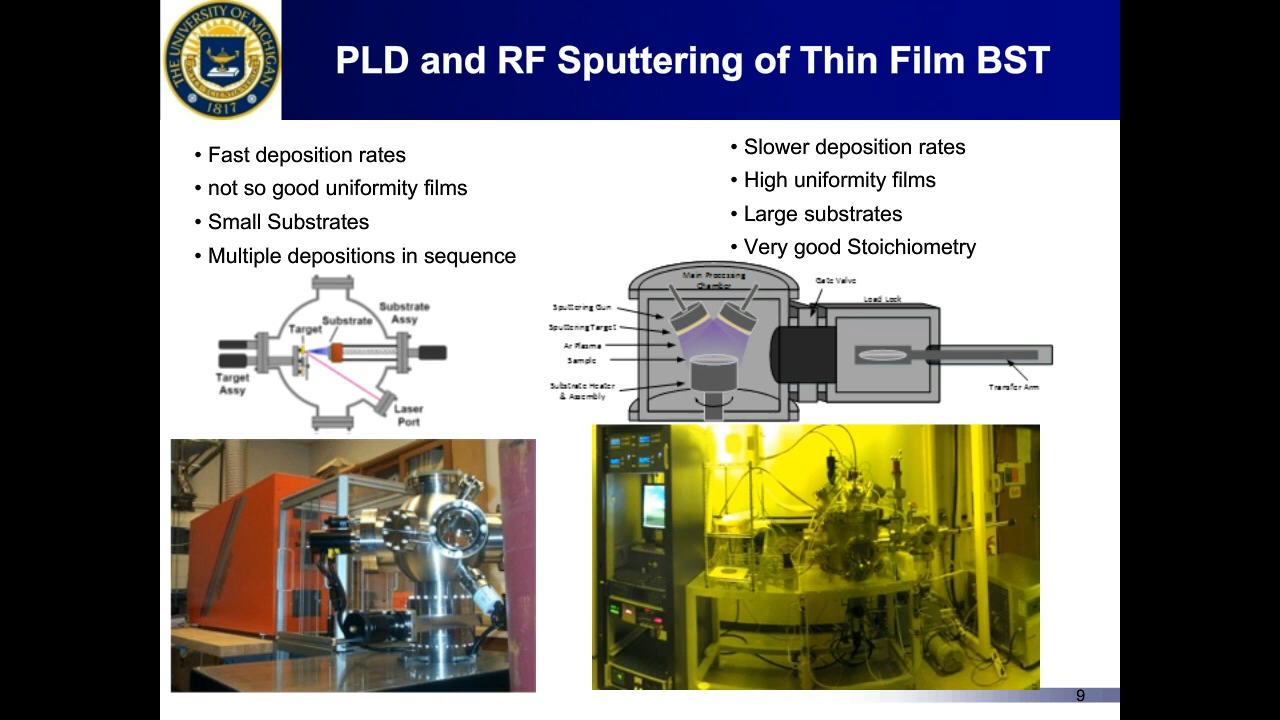 THE UNIVERSITY OF MICHIGAN
1817
PLD and RF Sputtering of Thin Film BST
• Fast deposition rates
• not so good uniformity films
• Small Substrates
• Multiple depositions in sequence
• Slower deposition rates
• High uniformity films
• Large substrates
• Very good Stoichiometry
Substrate
Assy
Substrate
Target
Target
Assy
Laser
Port
Main Processing
Chamber
Gate Valve
Load Lock
Sputtering Gun
Sputtering Target
Ar Plasma
Sample
Substrate Heater
& Assembly
Transfer Arm
9